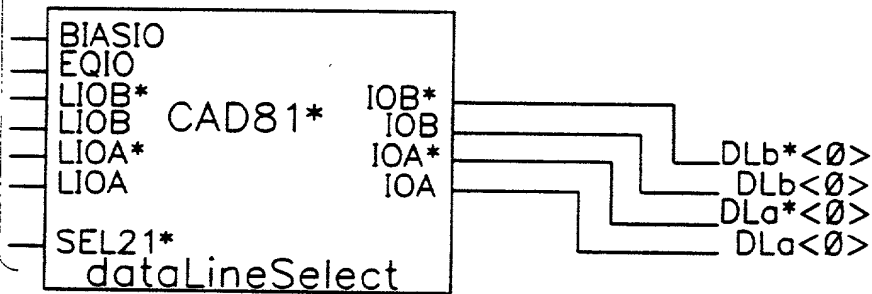 BIASIO
EQIO
LIOB*
LIOB
LIOA*
LIOA
SEL21*
CAD81*
dataLineSelect
IOB*
IOB
IOA*
IOA
DLb*<Ø>
DLb<Ø>
DLa*<Ø>
DLa<Ø>